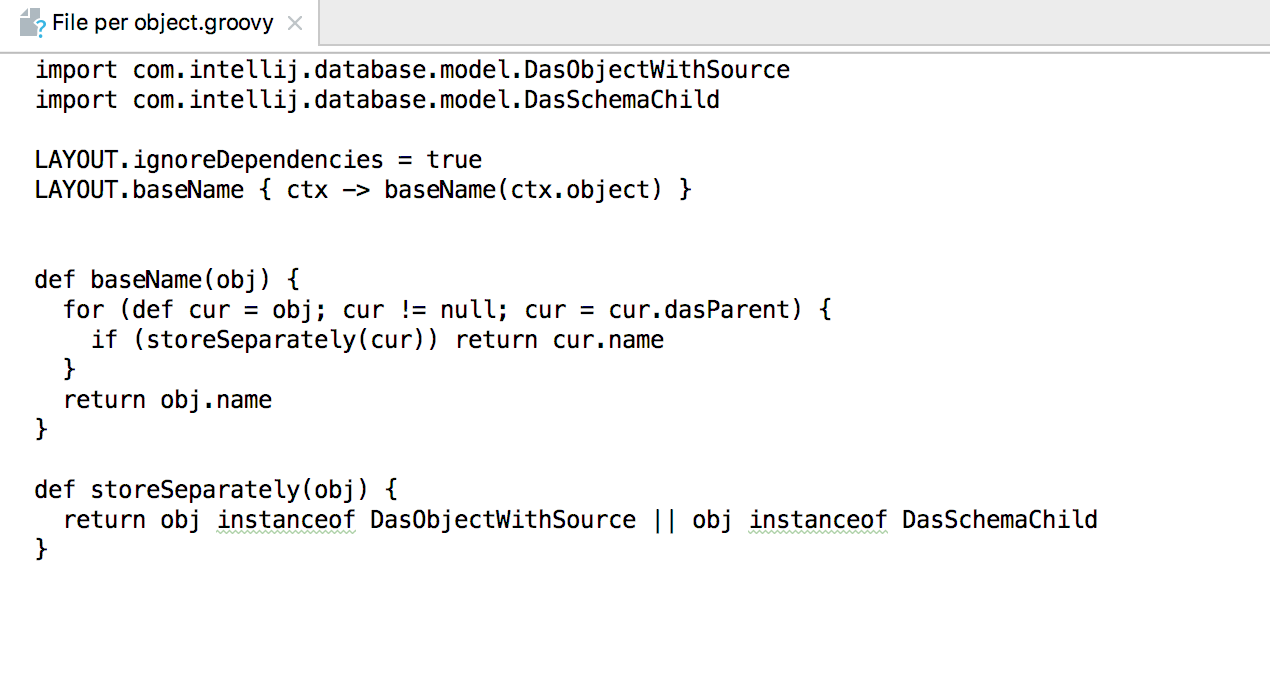 File per object.groovy
import com.intellij.database.model.DasObjectWithSource
import com.intellij.database.model.DasSchemaChild
LAYOUT.ignoreDependencies = true
LAYOUT.baseName { ctx -> baseName(ctx.object) }
def baseName(obj) {
  for (def cur = obj; cur != null; cur = cur.dasParent) {
    if (storeSeparately(cur)) return cur.name
  }
  return obj.name
}
def storeSeparately(obj) {
  return obj instanceof DasObjectWithSource || obj instanceof DasSchemaChild
}